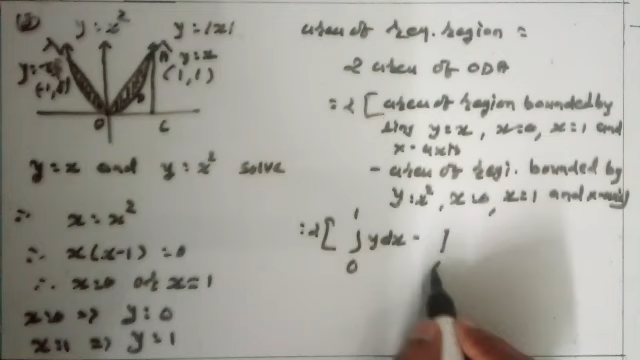 (5) y = x² y = |x|
y = x
A
(1,1)
(-1,1)
D
O
C
y = x and y = x² solve
∴ x = x²
∴ x(x-1) = 0
∴ x = 0 or x = 1
x = 0 ⇒ y = 0
x = 1 ⇒ y = 1
area of req. region =
2 area of ODA
= 2 [ area of region bounded by
line y = x, x = 0, x = 1 and
x-axis
- area of regi. bounded by
y = x², x = 0, x = 1 and x-axis
= 2 [ ∫₀¹ y dx - ∫